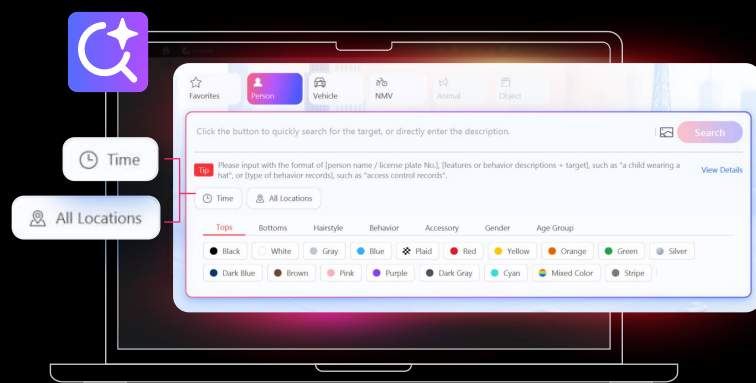 Favorites
Person
Vehicle
NMV
Animal
Object
Click the button to quickly search for the target, or directly enter the description.
Search
Tip
Please input with the format of [person name / license plate No.], [features or behavior descriptions + target], such as "a child wearing a
hat", or [type of behavior records], such as "access control records".
View Details
Time
All Locations
Time
All Locations
Tops Bottoms Hairstyle Behavior Accessory Gender Age Group
Black White Gray Blue Plaid Red Yellow Orange Green Silver
Dark Blue Brown Pink Purple Dark Gray Cyan Mixed Color Stripe